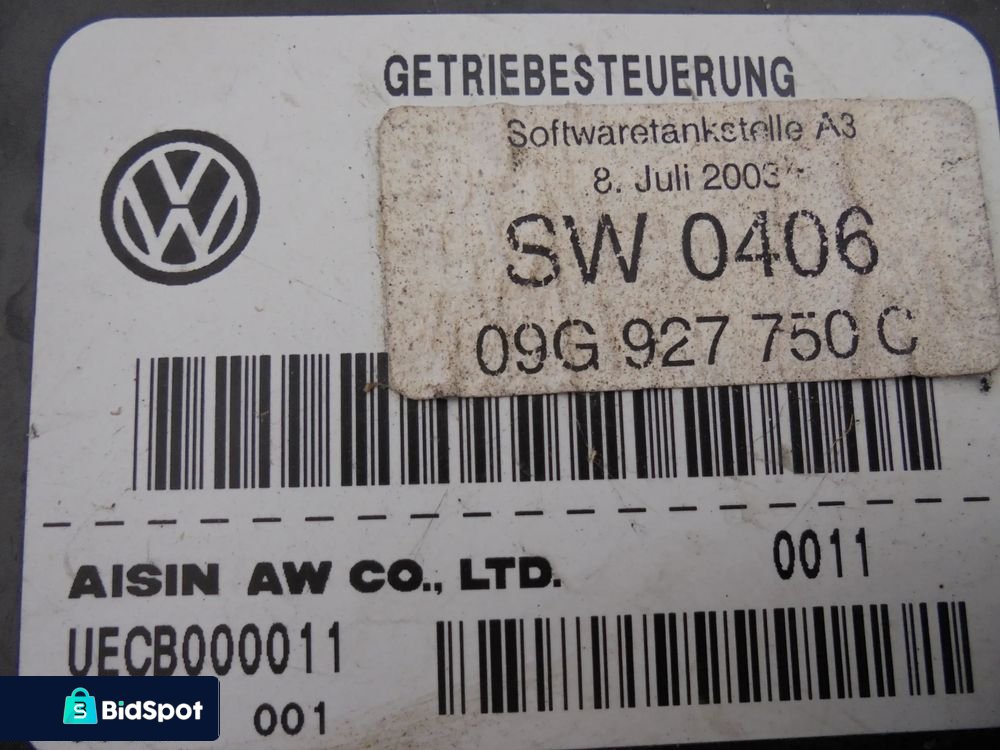 GETRIEBESTEUERUNG
Softwaretankstelle A3
8. Juli 2003
SW 0406
09G 927 750 C
AISIN AW CO., LTD.
0011
UECB000011
001
BidSpot